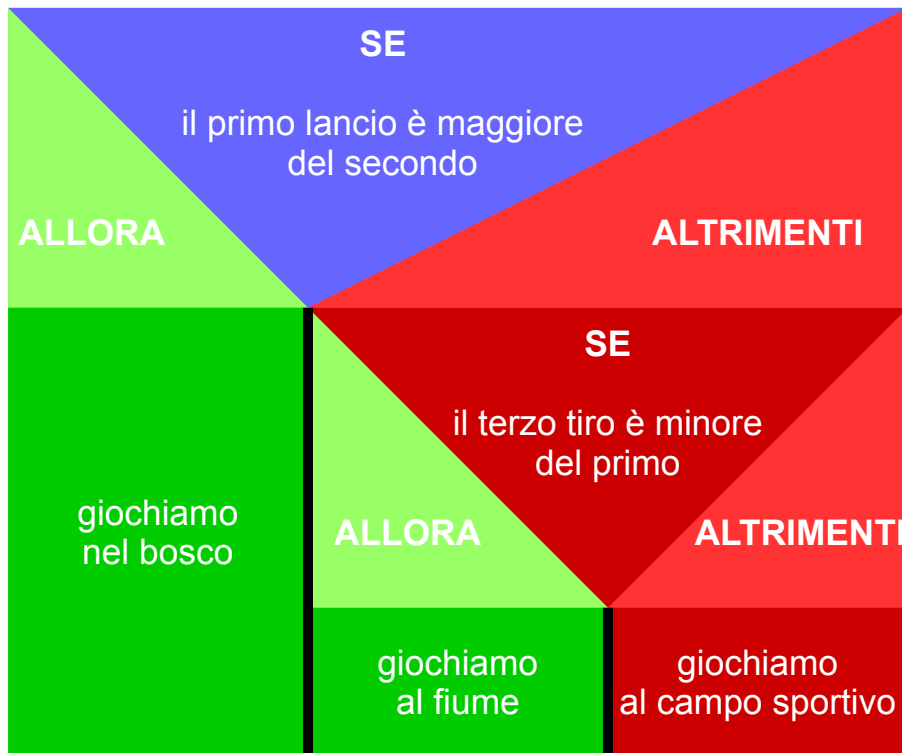 SE
il primo lancio è maggiore
del secondo
ALLORA
ALTRIMENTI
SE
il terzo tiro è minore
del primo
giochiamo
nel bosco
ALLORA
ALTRIMENTI
giochiamo
al fiume
giochiamo
al campo sportivo